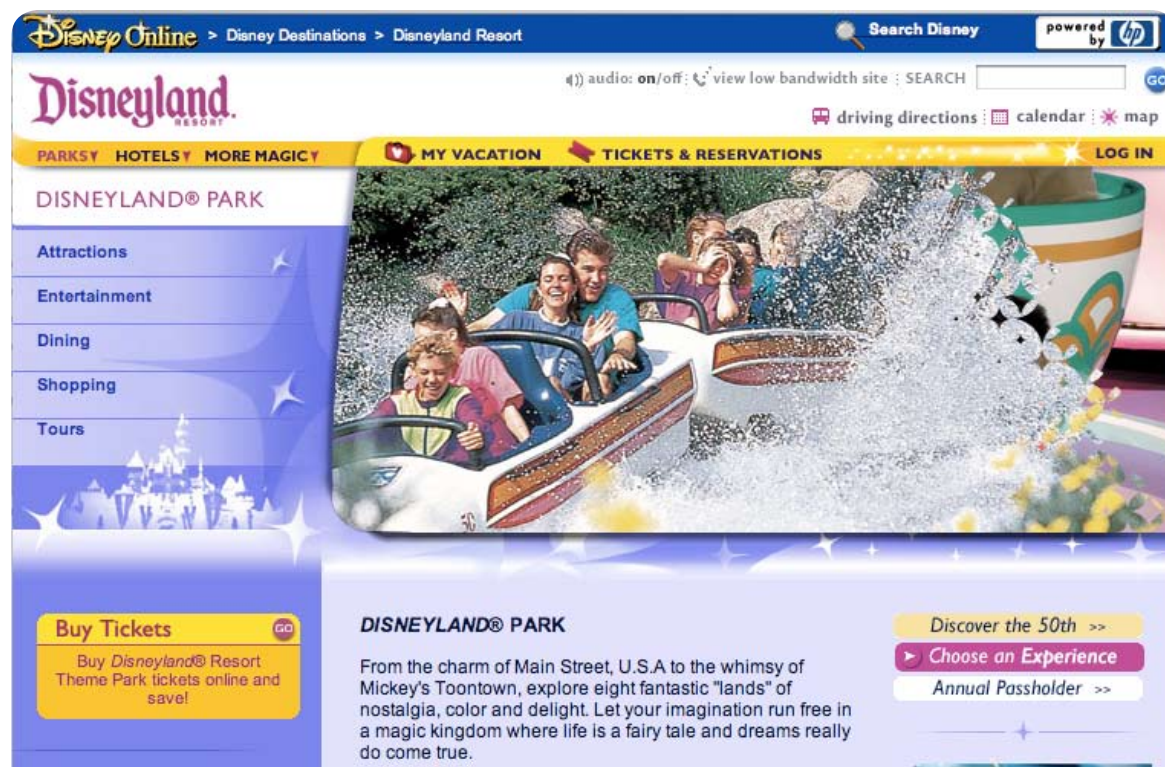 Disney Online > Disney Destinations > Disneyland Resort
Search Disney
powered by hp
Disneyland
RESORT
audio: on/off view low bandwidth site SEARCH
GO
driving directions calendar map
PARKS HOTELS MORE MAGIC
MY VACATION TICKETS & RESERVATIONS LOG IN
DISNEYLAND® PARK
Attractions
Entertainment
Dining
Shopping
Tours
Buy Tickets GO
Buy Disneyland® Resort
Theme Park tickets online and
save!
DISNEYLAND® PARK
From the charm of Main Street, U.S.A to the whimsy of
Mickey's Toontown, explore eight fantastic "lands" of
nostalgia, color and delight. Let your imagination run free in
a magic kingdom where life is a fairy tale and dreams really
do come true.
Discover the 50th >>
Choose an Experience
Annual Passholder >>